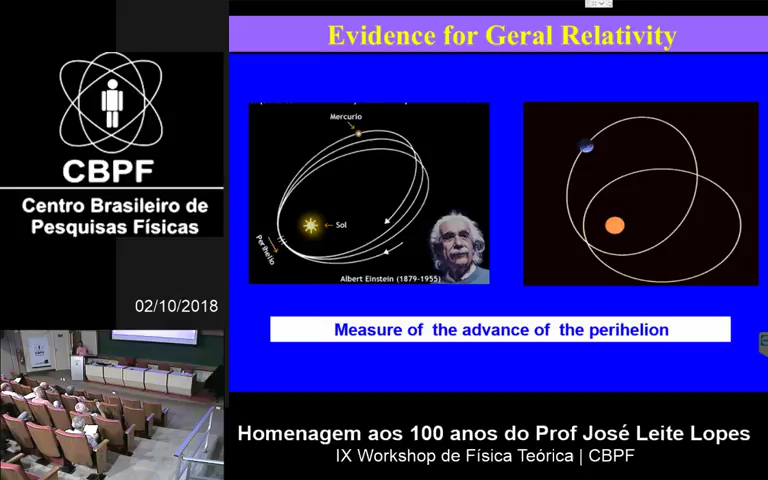 CBPF
Centro Brasileiro de
Pesquisas Físicas
02/10/2018
Evidence for Geral Relativity
Mercurio
Sol
Perihelio
Albert Einstein (1879-1955)
Measure of the advance of the perihelion
Homenagem aos 100 anos do Prof José Leite Lopes
IX Workshop de Física Teórica | CBPF